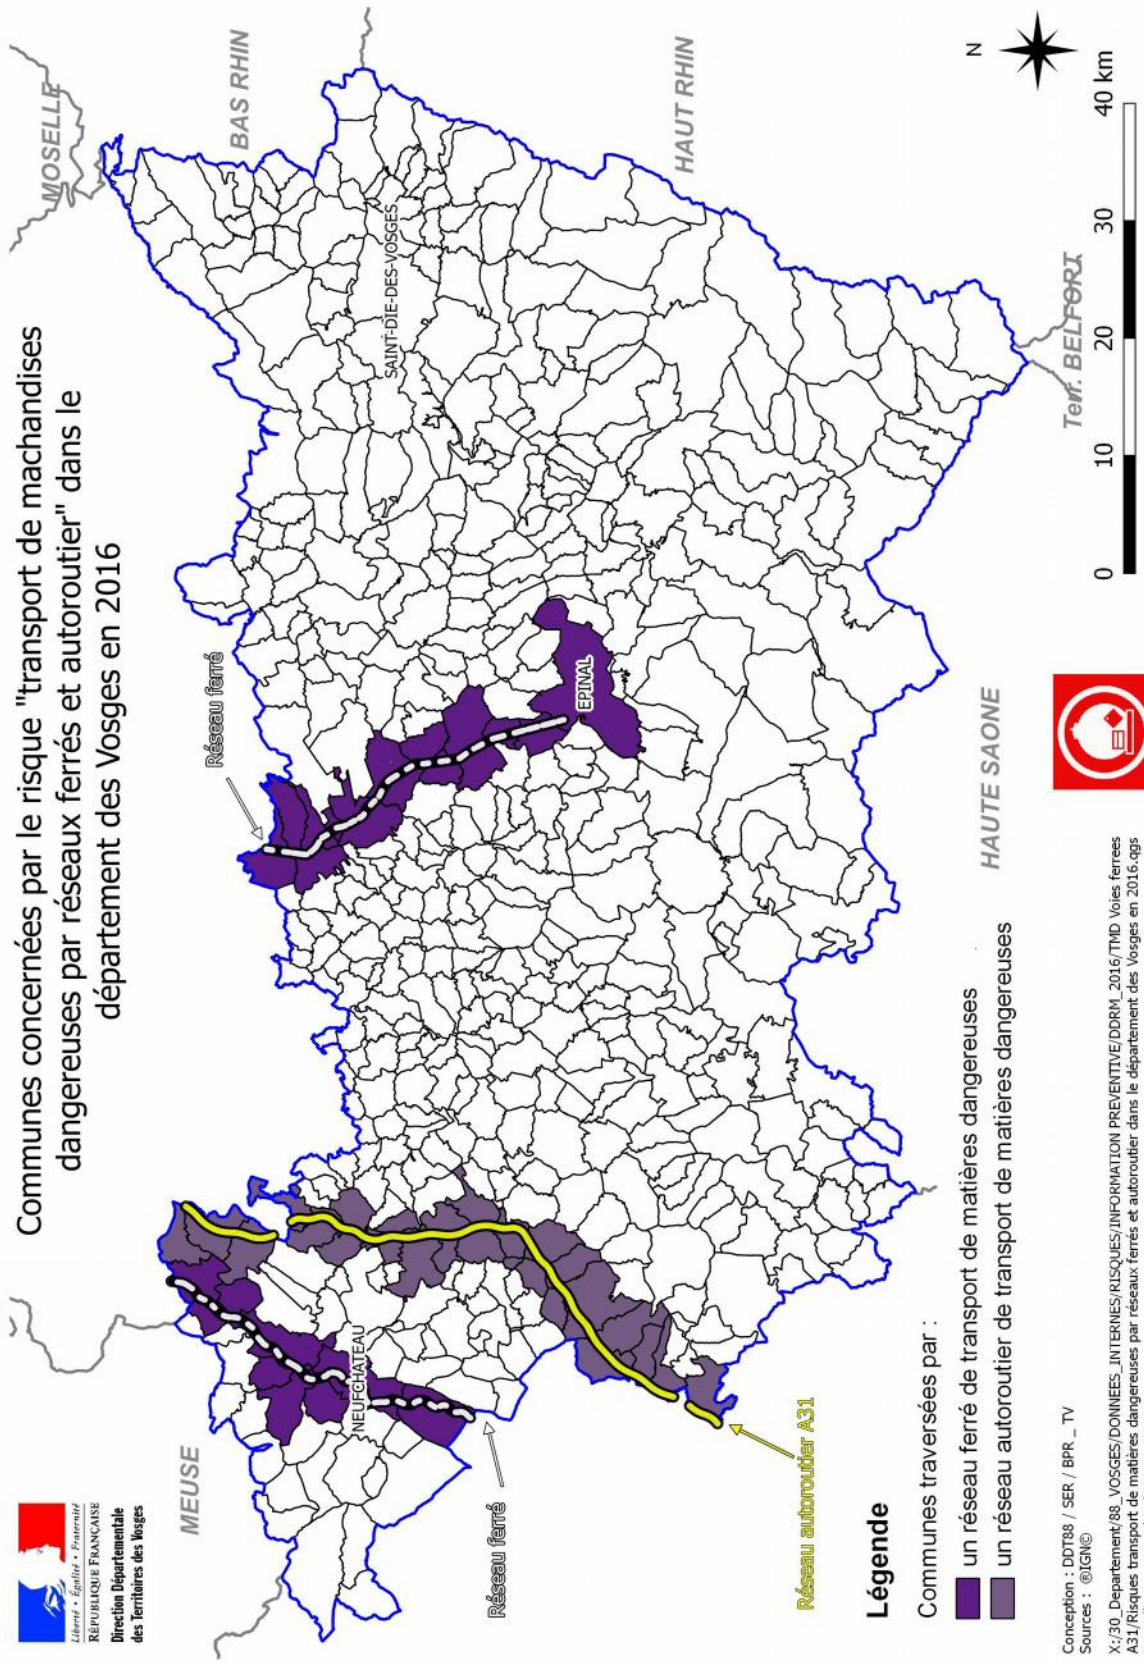 Communes concernées par le risque "transport de machandises
dangereuses par réseaux ferrés et autoroutier" dans le
département des Vosges en 2016
Liberté • Égalité • Fraternité
RÉPUBLIQUE FRANÇAISE
Direction Départementale
des Territoires des Vosges
MEUSE
MOSELLE
BAS RHIN
HAUT RHIN
Terr. BELFORT
HAUTE SAONE
Réseau ferré
NEUFCHATEAU
SAINT-DIE-DES-VOSGES
EPINAL
Réseau ferré
Réseau autoroutier A31
N
0 10 20 30 40 km
Légende
Communes traversées par :
un réseau ferré de transport de matières dangereuses
un réseau autoroutier de transport de matières dangereuses
Conception : DDT88 / SER / BPR _ TV
Sources : ®IGN©
X:/30_Departement/88_VOSGES/DONNEES_INTERNES/RISQUES/INFORMATION PREVENTIVE/DDRM_2016/TMD Voies ferrees
A31/Risques transport de matières dangereuses par réseaux ferrés et autoroutier dans le département des Vosges en 2016.qgs